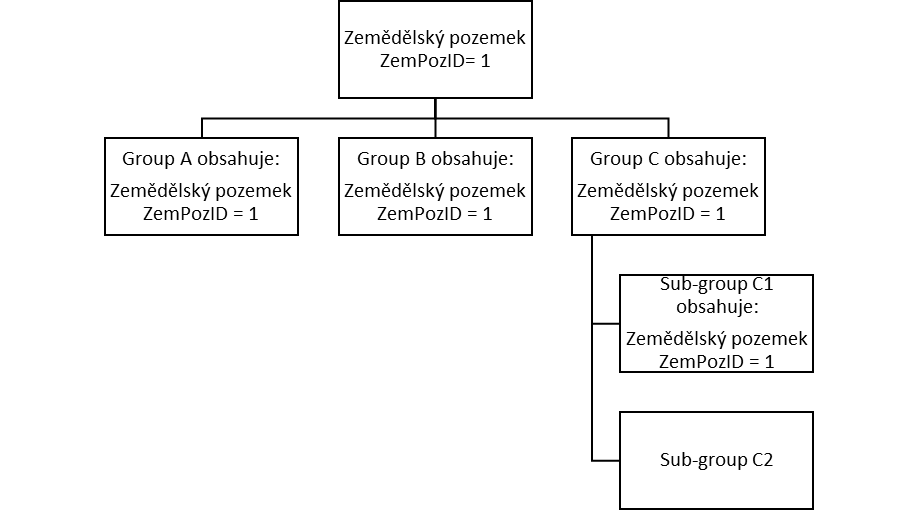 Zemědělský pozemek
ZemPozID= 1
Group A obsahuje:
Zemědělský pozemek
ZemPozID = 1
Group B obsahuje:
Zemědělský pozemek
ZemPozID = 1
Group C obsahuje:
Zemědělský pozemek
ZemPozID = 1
Sub-group C1
obsahuje:
Zemědělský pozemek
ZemPozID = 1
Sub-group C2